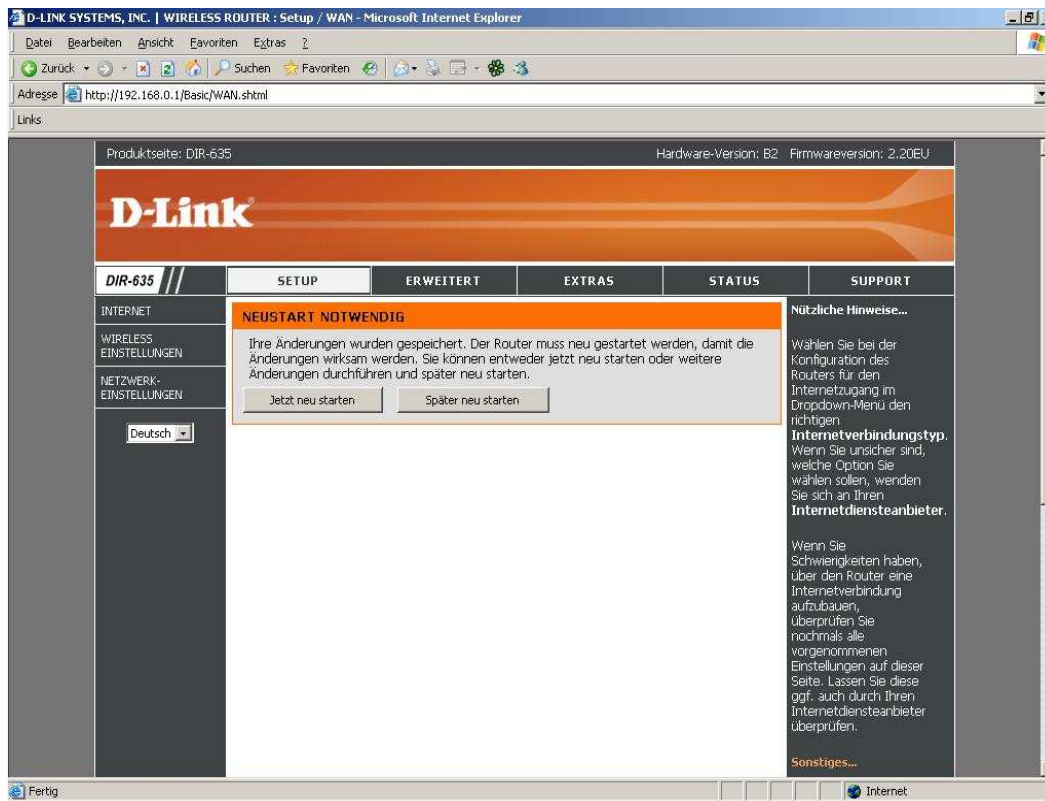 D-LINK SYSTEMS, INC. | WIRELESS ROUTER : Setup / WAN - Microsoft Internet Explorer
Datei Bearbeiten Ansicht Favoriten Extras ?
Zurück Suchen Favoriten
Adresse http://192.168.0.1/Basic/WAN.shtml
Links
Produktseite: DIR-635 Hardware-Version: B2 Firmwareversion: 2.20EU
D-Link
DIR-635 SETUP ERWEITERT EXTRAS STATUS SUPPORT
INTERNET
WIRELESS
EINSTELLUNGEN
NETZWERK-
EINSTELLUNGEN
Deutsch
NEUSTART NOTWENDIG
Ihre Änderungen wurden gespeichert. Der Router muss neu gestartet werden, damit die
Änderungen wirksam werden. Sie können entweder jetzt neu starten oder weitere
Änderungen durchführen und später neu starten.
Jetzt neu starten Später neu starten
Nützliche Hinweise...
Wählen Sie bei der
Konfiguration des
Routers für den
Internetzugang im
Dropdown-Menü den
richtigen
Internetverbindungstyp.
Wenn Sie unsicher sind,
welche Option Sie
wählen sollen, wenden
Sie sich an Ihren
Internetdiensteanbieter.
Wenn Sie
Schwierigkeiten haben,
über den Router eine
Internetverbindung
aufzubauen,
überprüfen Sie
nochmals alle
vorgenommenen
Einstellungen auf dieser
Seite. Lassen Sie diese
ggf. auch durch Ihren
Internetdiensteanbieter
überprüfen.
Sonstiges...
Fertig Internet